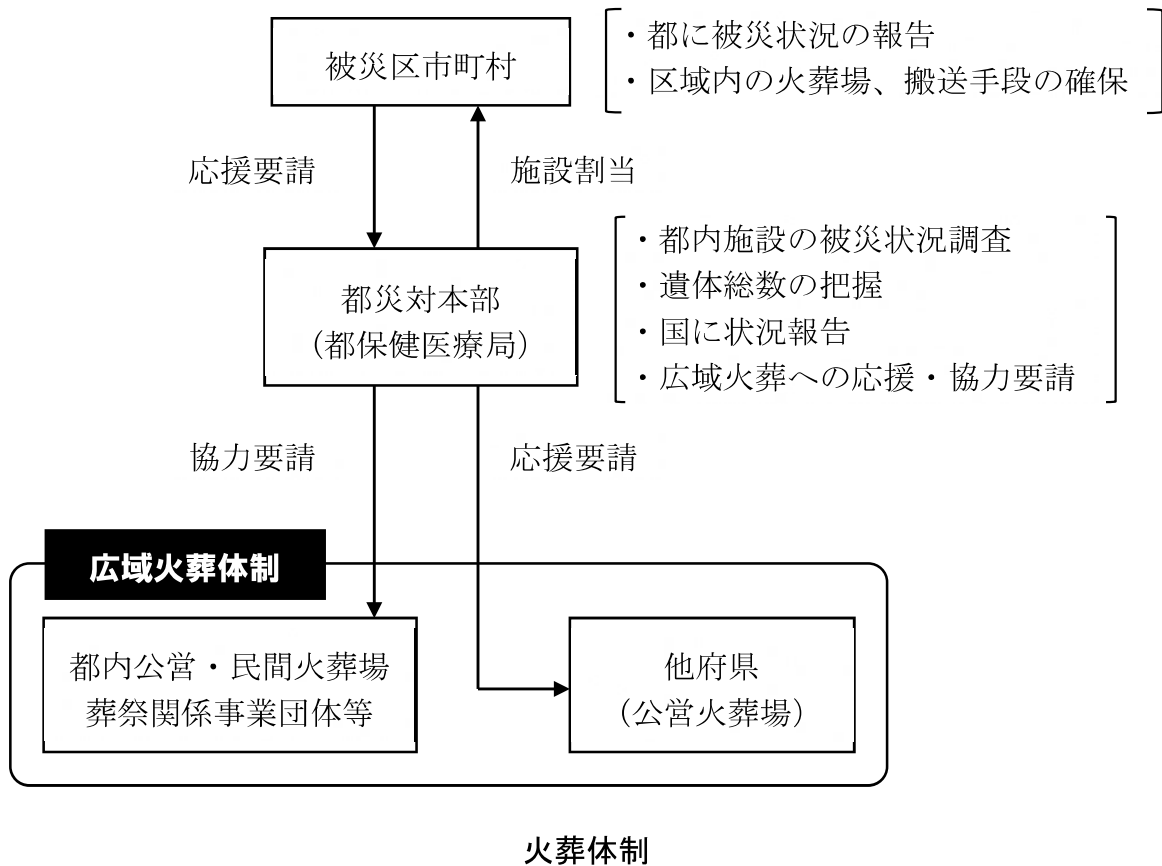 被災区市町村
・都に被災状況の報告
・区域内の火葬場、搬送手段の確保
応援要請
施設割当
都災対本部
（都保健医療局）
・都内施設の被災状況調査
・遺体総数の把握
・国に状況報告
・広域火葬への応援・協力要請
協力要請
応援要請
広域火葬体制
都内公営・民間火葬場
葬祭関係事業団体等
他府県
（公営火葬場）
火葬体制